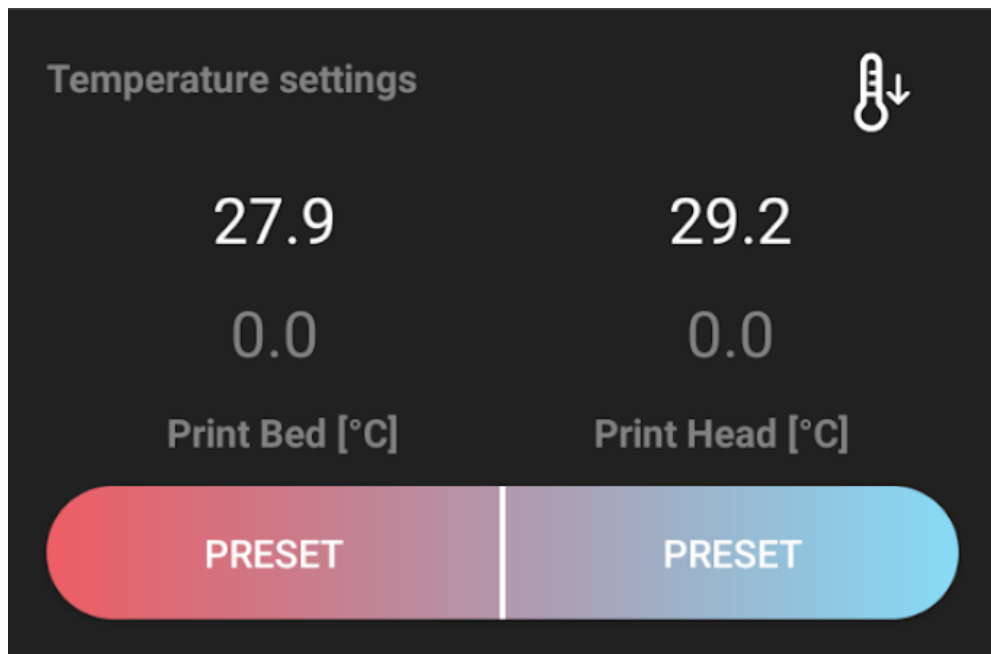 Temperature settings
27.9 29.2
0.0 0.0
Print Bed [°C] Print Head [°C]
PRESET PRESET